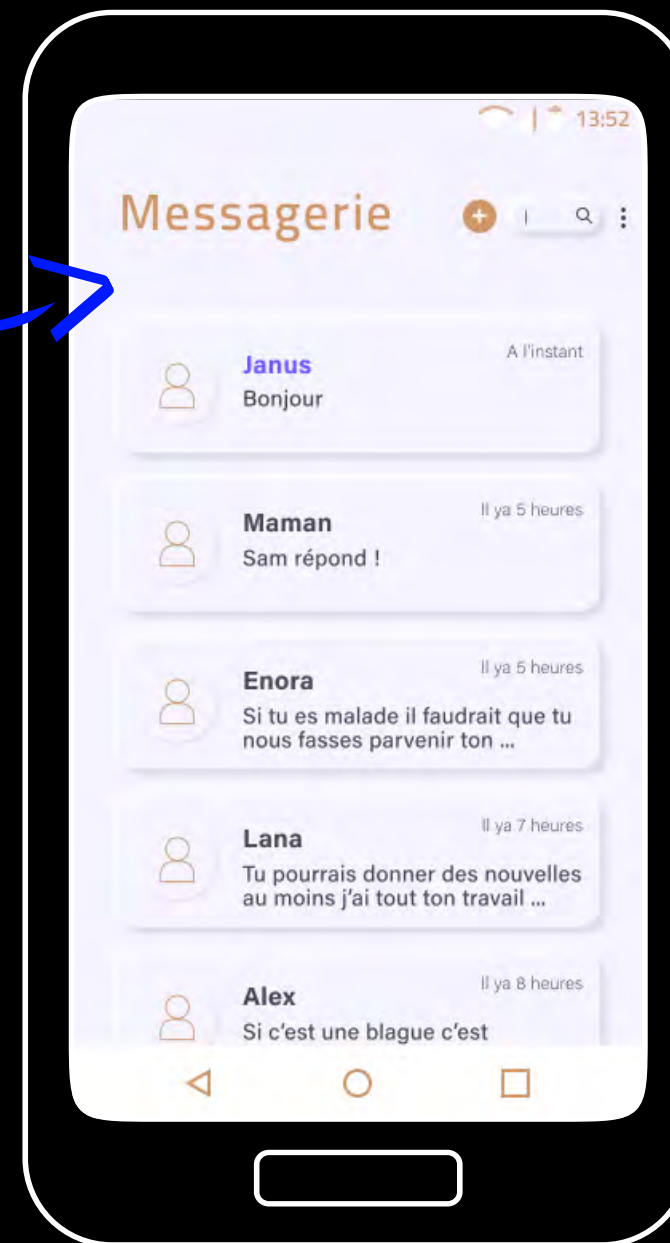 13:52
Messagerie
A l'instant
Janus
Bonjour
Il ya 5 heures
Maman
Sam répond !
Il ya 5 heures
Enora
Si tu es malade il faudrait que tu
nous fasses parvenir ton ...
Il ya 7 heures
Lana
Tu pourrais donner des nouvelles
au moins j'ai tout ton travail ...
Il ya 8 heures
Alex
Si c'est une blague c'est